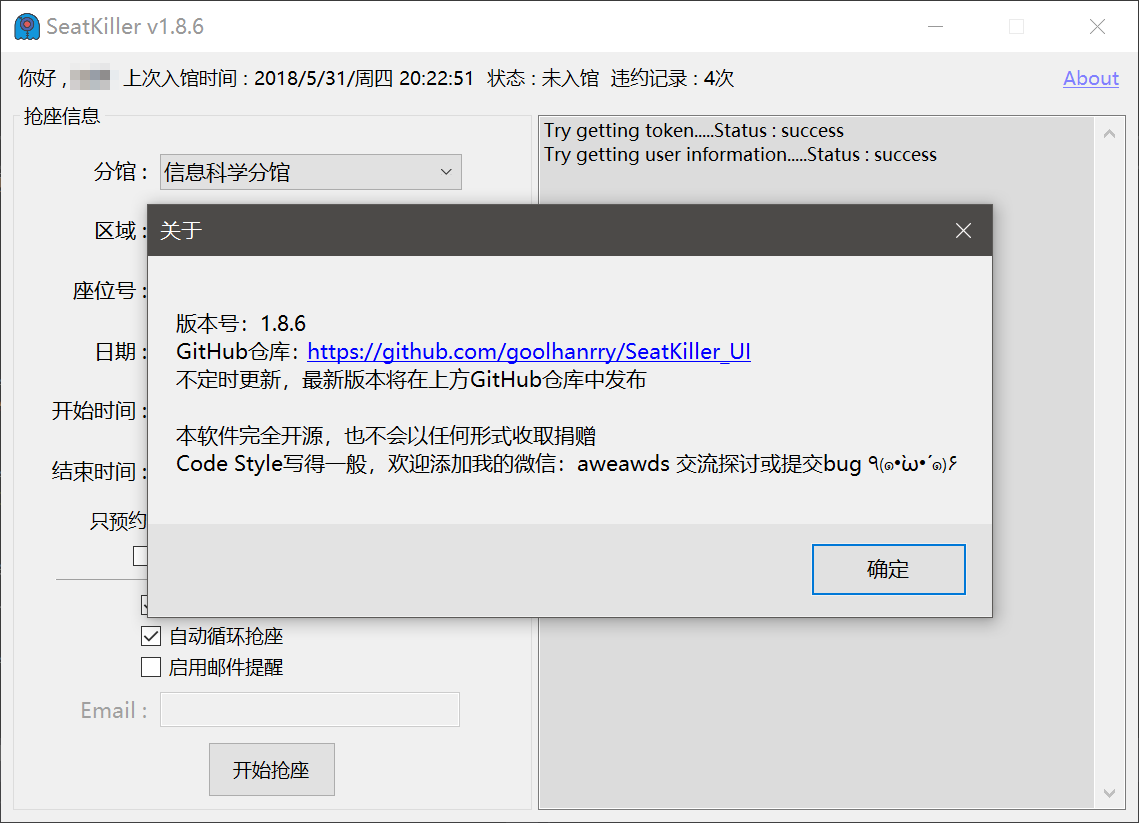 SeatKiller v1.8.6
你好 , 上次入馆时间 : 2018/5/31/周四 20:22:51 状态 : 未入馆 违约记录 : 4次
About
抢座信息
Try getting token.....Status : success
Try getting user information.....Status : success
分馆 : 信息科学分馆
区域 :
座位号 :
日期 :
开始时间 :
结束时间 :
只预约
关于
版本号：1.8.6
GitHub仓库：https://github.com/goolhanrry/SeatKiller_UI
不定时更新，最新版本将在上方GitHub仓库中发布
本软件完全开源，也不会以任何形式收取捐赠
Code Style写得一般，欢迎添加我的微信：aweawds 交流探讨或提交bug ٩(๑•̀ω•́๑)۶
确定
自动循环抢座
启用邮件提醒
Email :
开始抢座